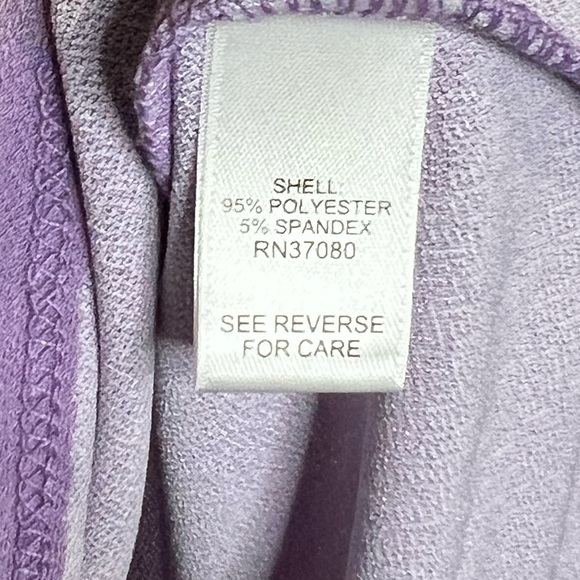 SHELL:
95% POLYESTER
5% SPANDEX
RN37080
SEE REVERSE
FOR CARE